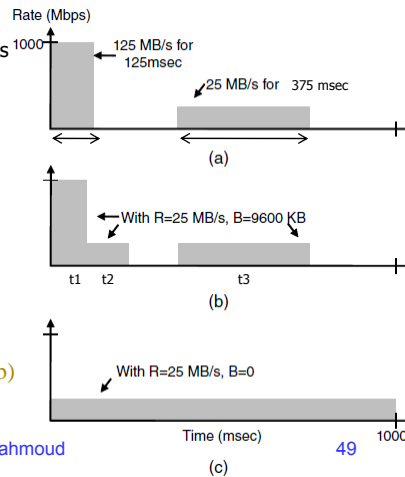 Rate (Mbps)
s
1000
125 MB/s for
125msec
25 MB/s for 375 msec
(a)
With R=25 MB/s, B=9600 KB
t1 t2 t3
(b)
b)
With R=25 MB/s, B=0
Time (msec) 1000
ahmoud 49
(c)